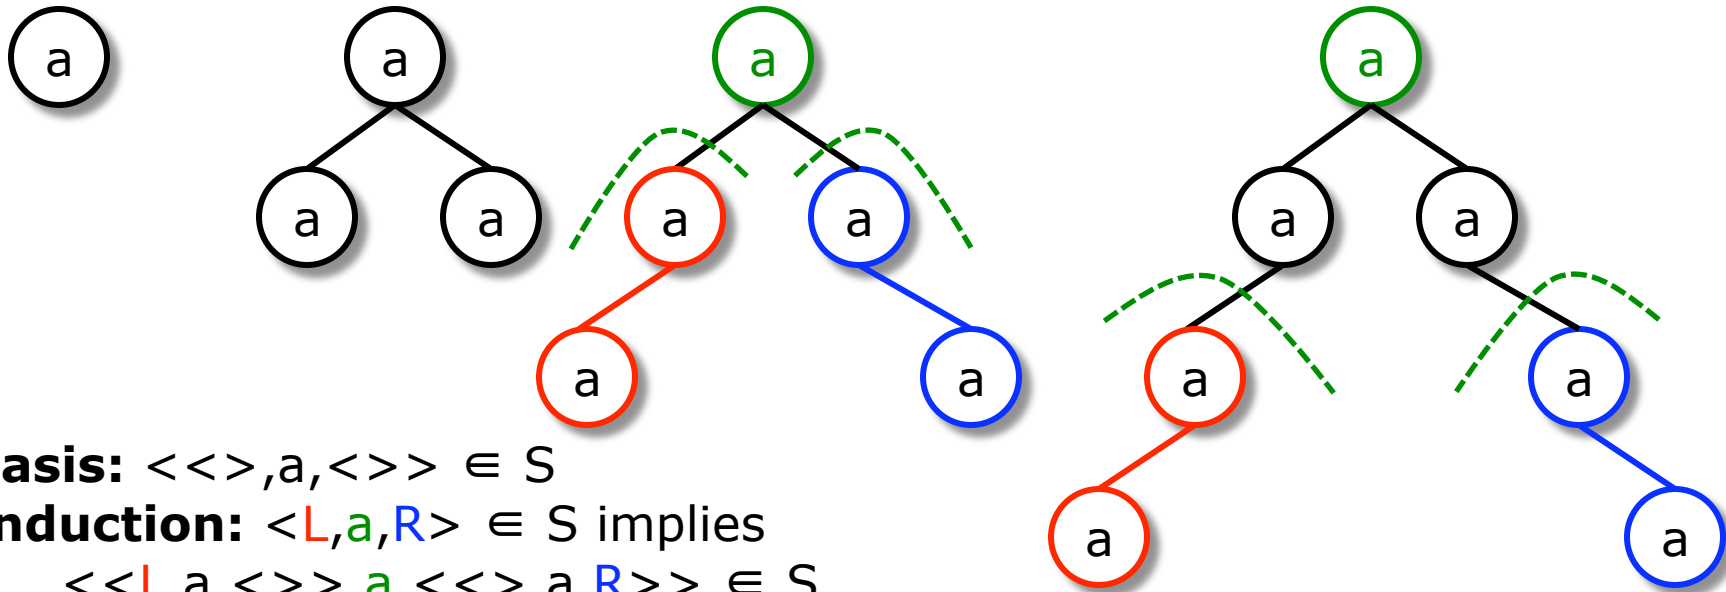 a a a a
a a a a a a
a a a a
asis: <<>,a,<>> ∈ S
a a
nduction: <L,a,R> ∈ S implies
<<L,a,<>>,a,<<>,a,R>> ∈ S